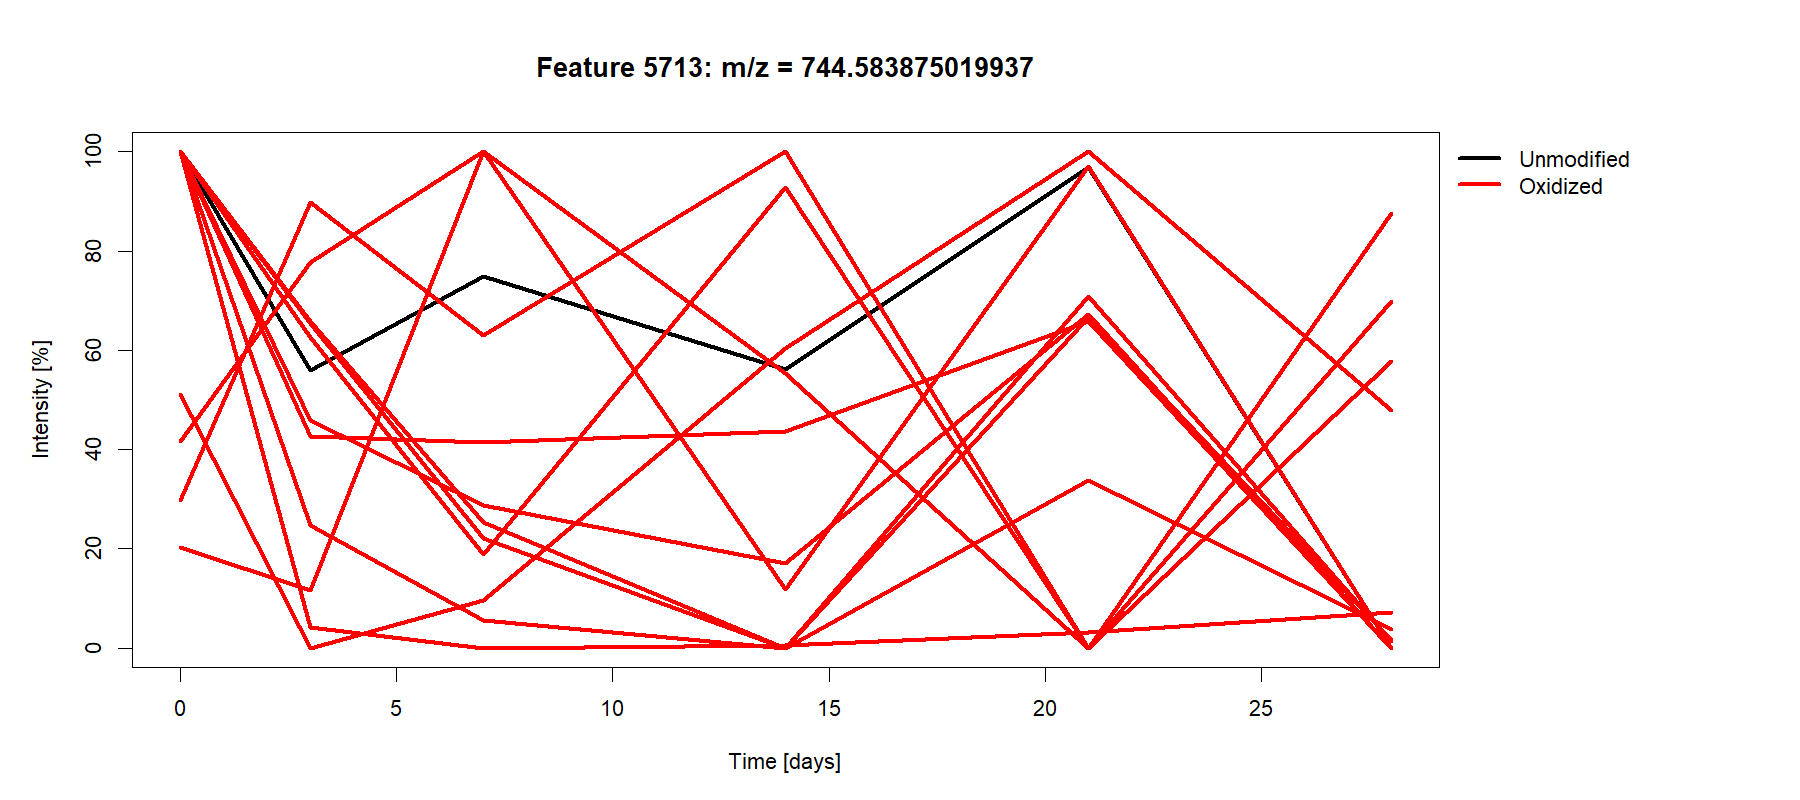 Feature 5713: m/z = 744.583875019937
Unmodified
Oxidized
Intensity [%]
100
80
60
40
20
0
0 5 10 15 20 25
Time [days]